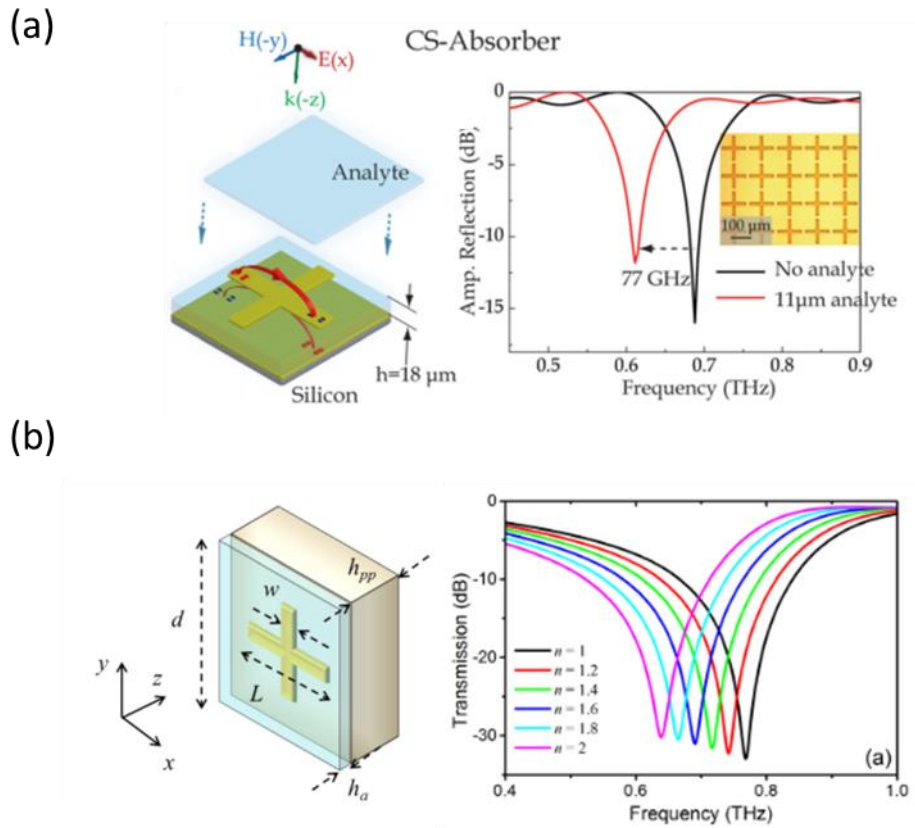 (a)
CS-Absorber
H(-y)
E(x)
k(-z)
Analyte
h=18 μm
Silicon
Amp. Reflection (dB),
0
-5
-10
-15
77 GHz
100 μm
No analyte
11μm analyte
0.5 0.6 0.7 0.8 0.9
Frequency (THz)
(b)
h_pp
w
d
L
y
z
x
h_a
Transmission (dB)
0
-10
-20
-30
n = 1
n = 1.2
n = 1.4
n = 1.6
n = 1.8
n = 2
(a)
0.4 0.6 0.8 1.0
Frequency (THz)